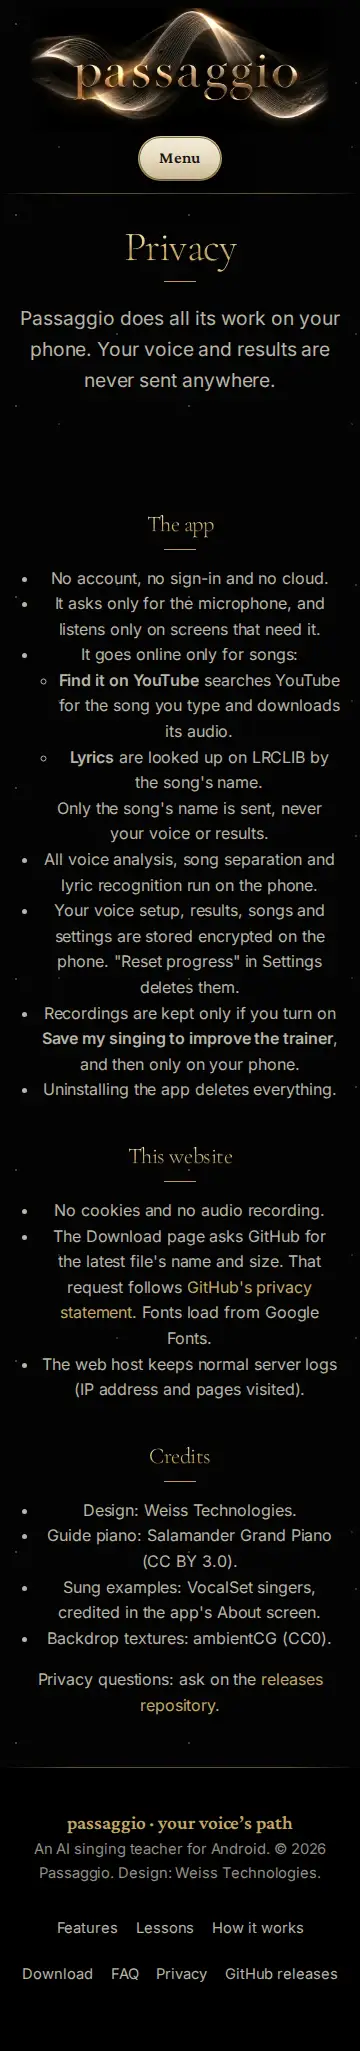 passaggio
Menu
Privacy
Passaggio does all its work on your
phone. Your voice and results are
never sent anywhere.
The app
• No account, no sign-in and no cloud.
• It asks only for the microphone, and
listens only on screens that need it.
• It goes online only for songs:
◦ Find it on YouTube searches YouTube
for the song you type and downloads
its audio.
◦ Lyrics are looked up on LRCLIB by
the song's name.
Only the song's name is sent, never
your voice or results.
• All voice analysis, song separation and
lyric recognition run on the phone.
• Your voice setup, results, songs and
settings are stored encrypted on the
phone. "Reset progress" in Settings
deletes them.
• Recordings are kept only if you turn on
Save my singing to improve the trainer,
and then only on your phone.
• Uninstalling the app deletes everything.
This website
• No cookies and no audio recording.
• The Download page asks GitHub for
the latest file's name and size. That
request follows GitHub's privacy
statement. Fonts load from Google
Fonts.
• The web host keeps normal server logs
(IP address and pages visited).
Credits
• Design: Weiss Technologies.
• Guide piano: Salamander Grand Piano
(CC BY 3.0).
• Sung examples: VocalSet singers,
credited in the app's About screen.
• Backdrop textures: ambientCG (CC0).
Privacy questions: ask on the releases
repository.
passaggio · your voice’s path
An AI singing teacher for Android. © 2026
Passaggio. Design: Weiss Technologies.
Features Lessons How it works
Download FAQ Privacy GitHub releases